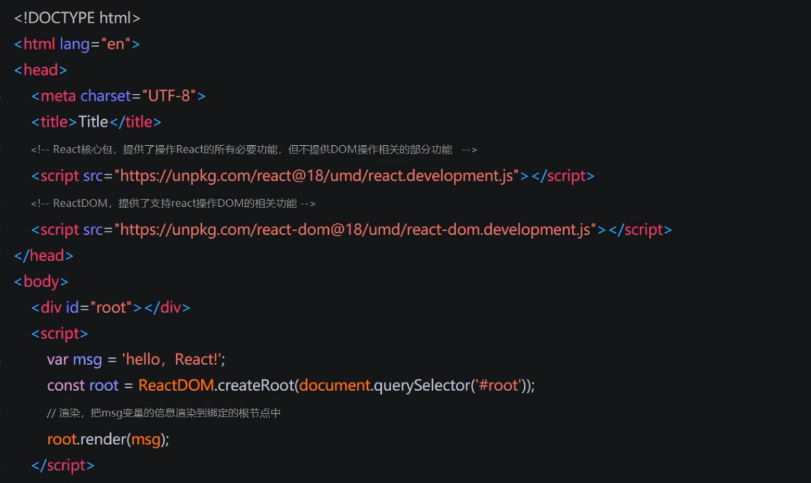 <!DOCTYPE html>
<html lang="en">
<head>
<meta charset="UTF-8">
<title>Title</title>
<!-- React核心包，提供了操作React的所有必要功能，但不提供DOM操作相关的部分功能 -->
<script src="https://unpkg.com/react@18/umd/react.development.js"></script>
<!-- ReactDOM，提供了支持react操作DOM的相关功能 -->
<script src="https://unpkg.com/react-dom@18/umd/react-dom.development.js"></script>
</head>
<body>
<div id="root"></div>
<script>
var msg = 'hello，React!';
const root = ReactDOM.createRoot(document.querySelector('#root'));
// 渲染，把msg变量的信息渲染到绑定的根节点中
root.render(msg);
</script>